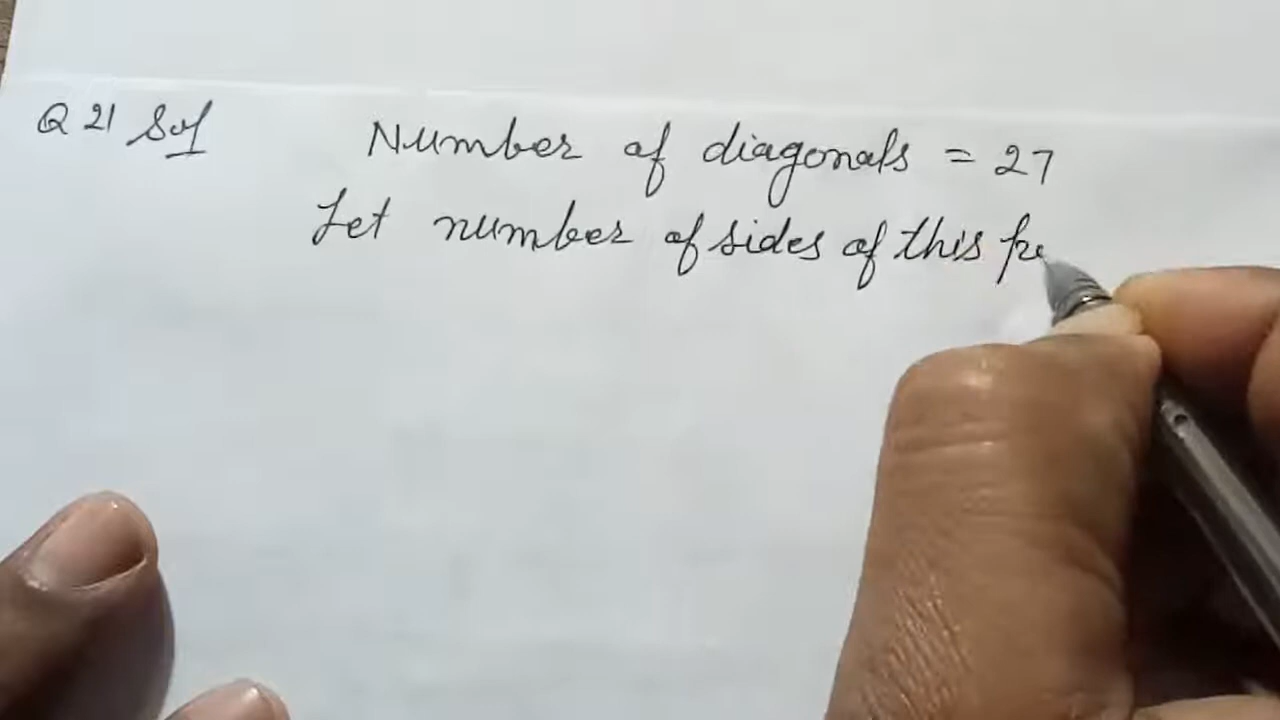 Q 21 Sol Number of diagonals = 27
Let number of sides of this